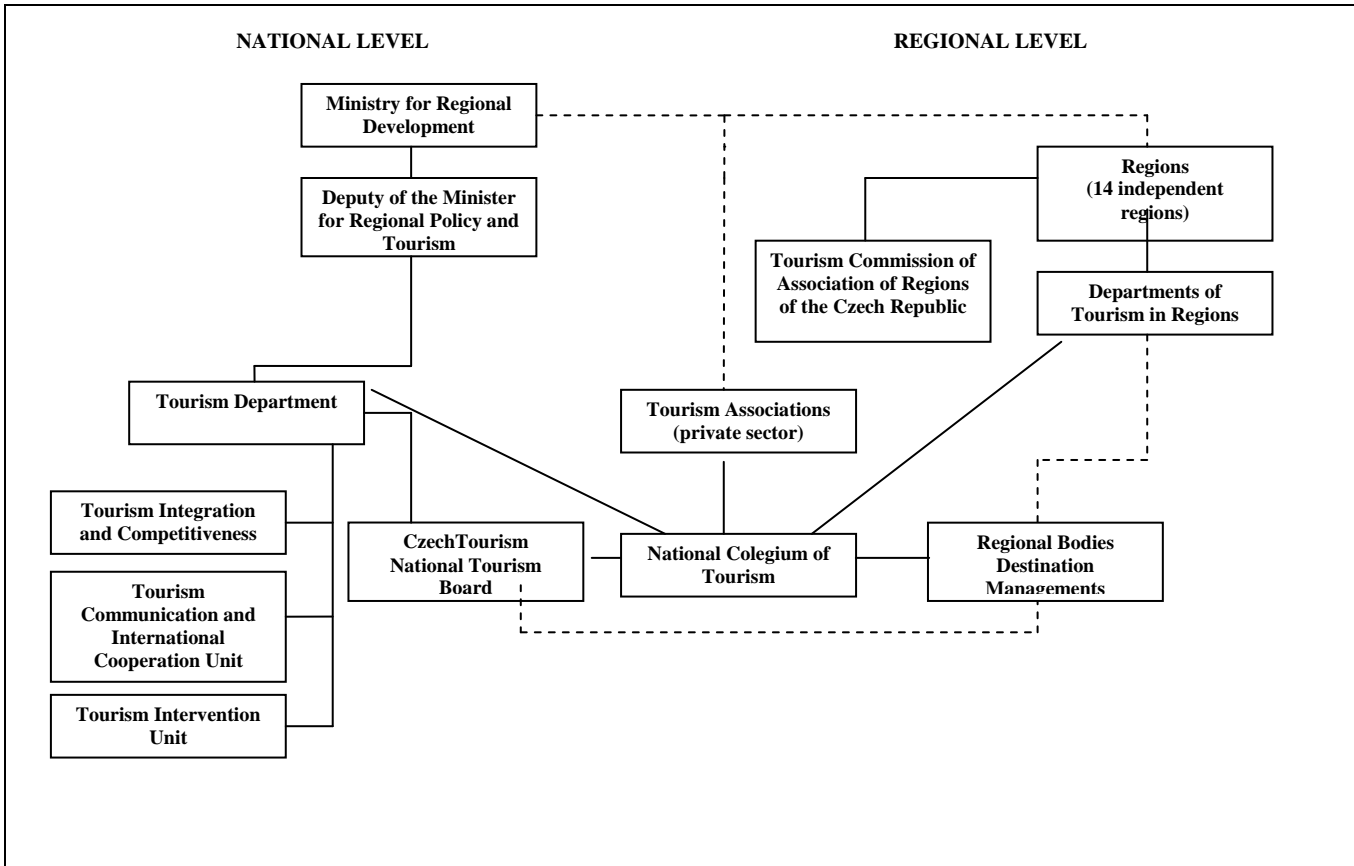 NATIONAL LEVEL
REGIONAL LEVEL
Ministry for Regional
Development
Deputy of the Minister
for Regional Policy and
Tourism
Regions
(14 independent
regions)
Tourism Commission of
Association of Regions
of the Czech Republic
Departments of
Tourism in Regions
Tourism Department
Tourism Associations
(private sector)
Tourism Integration
and Competitiveness
CzechTourism
National Tourism
Board
National Colegium of
Tourism
Regional Bodies
Destination
Managements
Tourism
Communication and
International
Cooperation Unit
Tourism Intervention
Unit